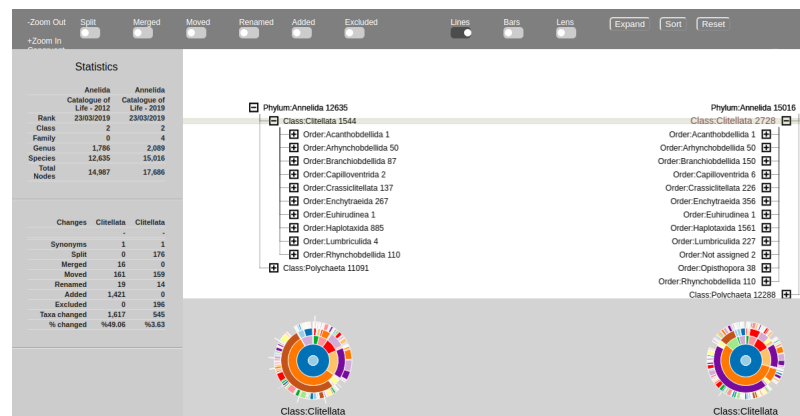 -Zoom Out Split Merged Moved Renamed Added Excluded Lines Bars Lens Expand Sort Reset
+Zoom In
Statistics
Anelida Annelida
Catalogue of Life - 2012 Catalogue of Life - 2019
Rank 23/03/2019 23/03/2019
Class 2 2
Family 0 4
Genus 1,786 2,089
Species 12,635 15,016
Total Nodes 14,987 17,686
Changes Clitellata Clitellata
- -
Synonyms 1 1
Split 0 176
Merged 16 0
Moved 161 159
Renamed 19 14
Added 1,421 0
Excluded 0 196
Taxa changed 1,617 545
% changed %49.06 %3.63
Phylum:Annelida 12635
Class:Clitellata 1544
Order:Acanthobdellida 1
Order:Arhynchobdellida 50
Order:Branchiobdellida 87
Order:Capilloventrida 2
Order:Crassiclitellata 137
Order:Enchytraeida 267
Order:Euhirudinea 1
Order:Haplotaxida 885
Order:Lumbriculida 4
Order:Rhynchobdellida 110
Class:Polychaeta 11091
Phylum:Annelida 15016
Class:Clitellata 2728
Order:Acanthobdellida 1
Order:Arhynchobdellida 50
Order:Branchiobdellida 150
Order:Capilloventrida 6
Order:Crassiclitellata 226
Order:Enchytraeida 356
Order:Euhirudinea 1
Order:Haplotaxida 1561
Order:Lumbriculida 227
Order:Not assigned 2
Order:Opisthopora 38
Order:Rhynchobdellida 110
Class:Polychaeta 12288
Class:Clitellata
Class:Clitellata